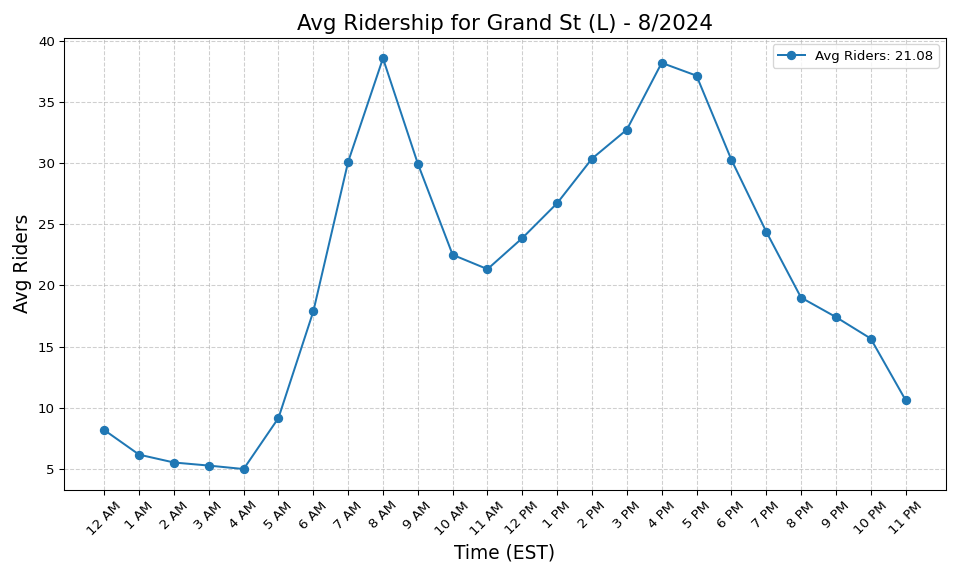 Avg Ridership for Grand St (L) - 8/2024
Avg Riders: 21.08
Avg Riders
40
35
30
25
20
15
10
5
12 AM
1 AM
2 AM
3 AM
4 AM
5 AM
6 AM
7 AM
8 AM
9 AM
10 AM
11 AM
12 PM
1 PM
2 PM
3 PM
4 PM
5 PM
6 PM
7 PM
8 PM
9 PM
10 PM
11 PM
Time (EST)